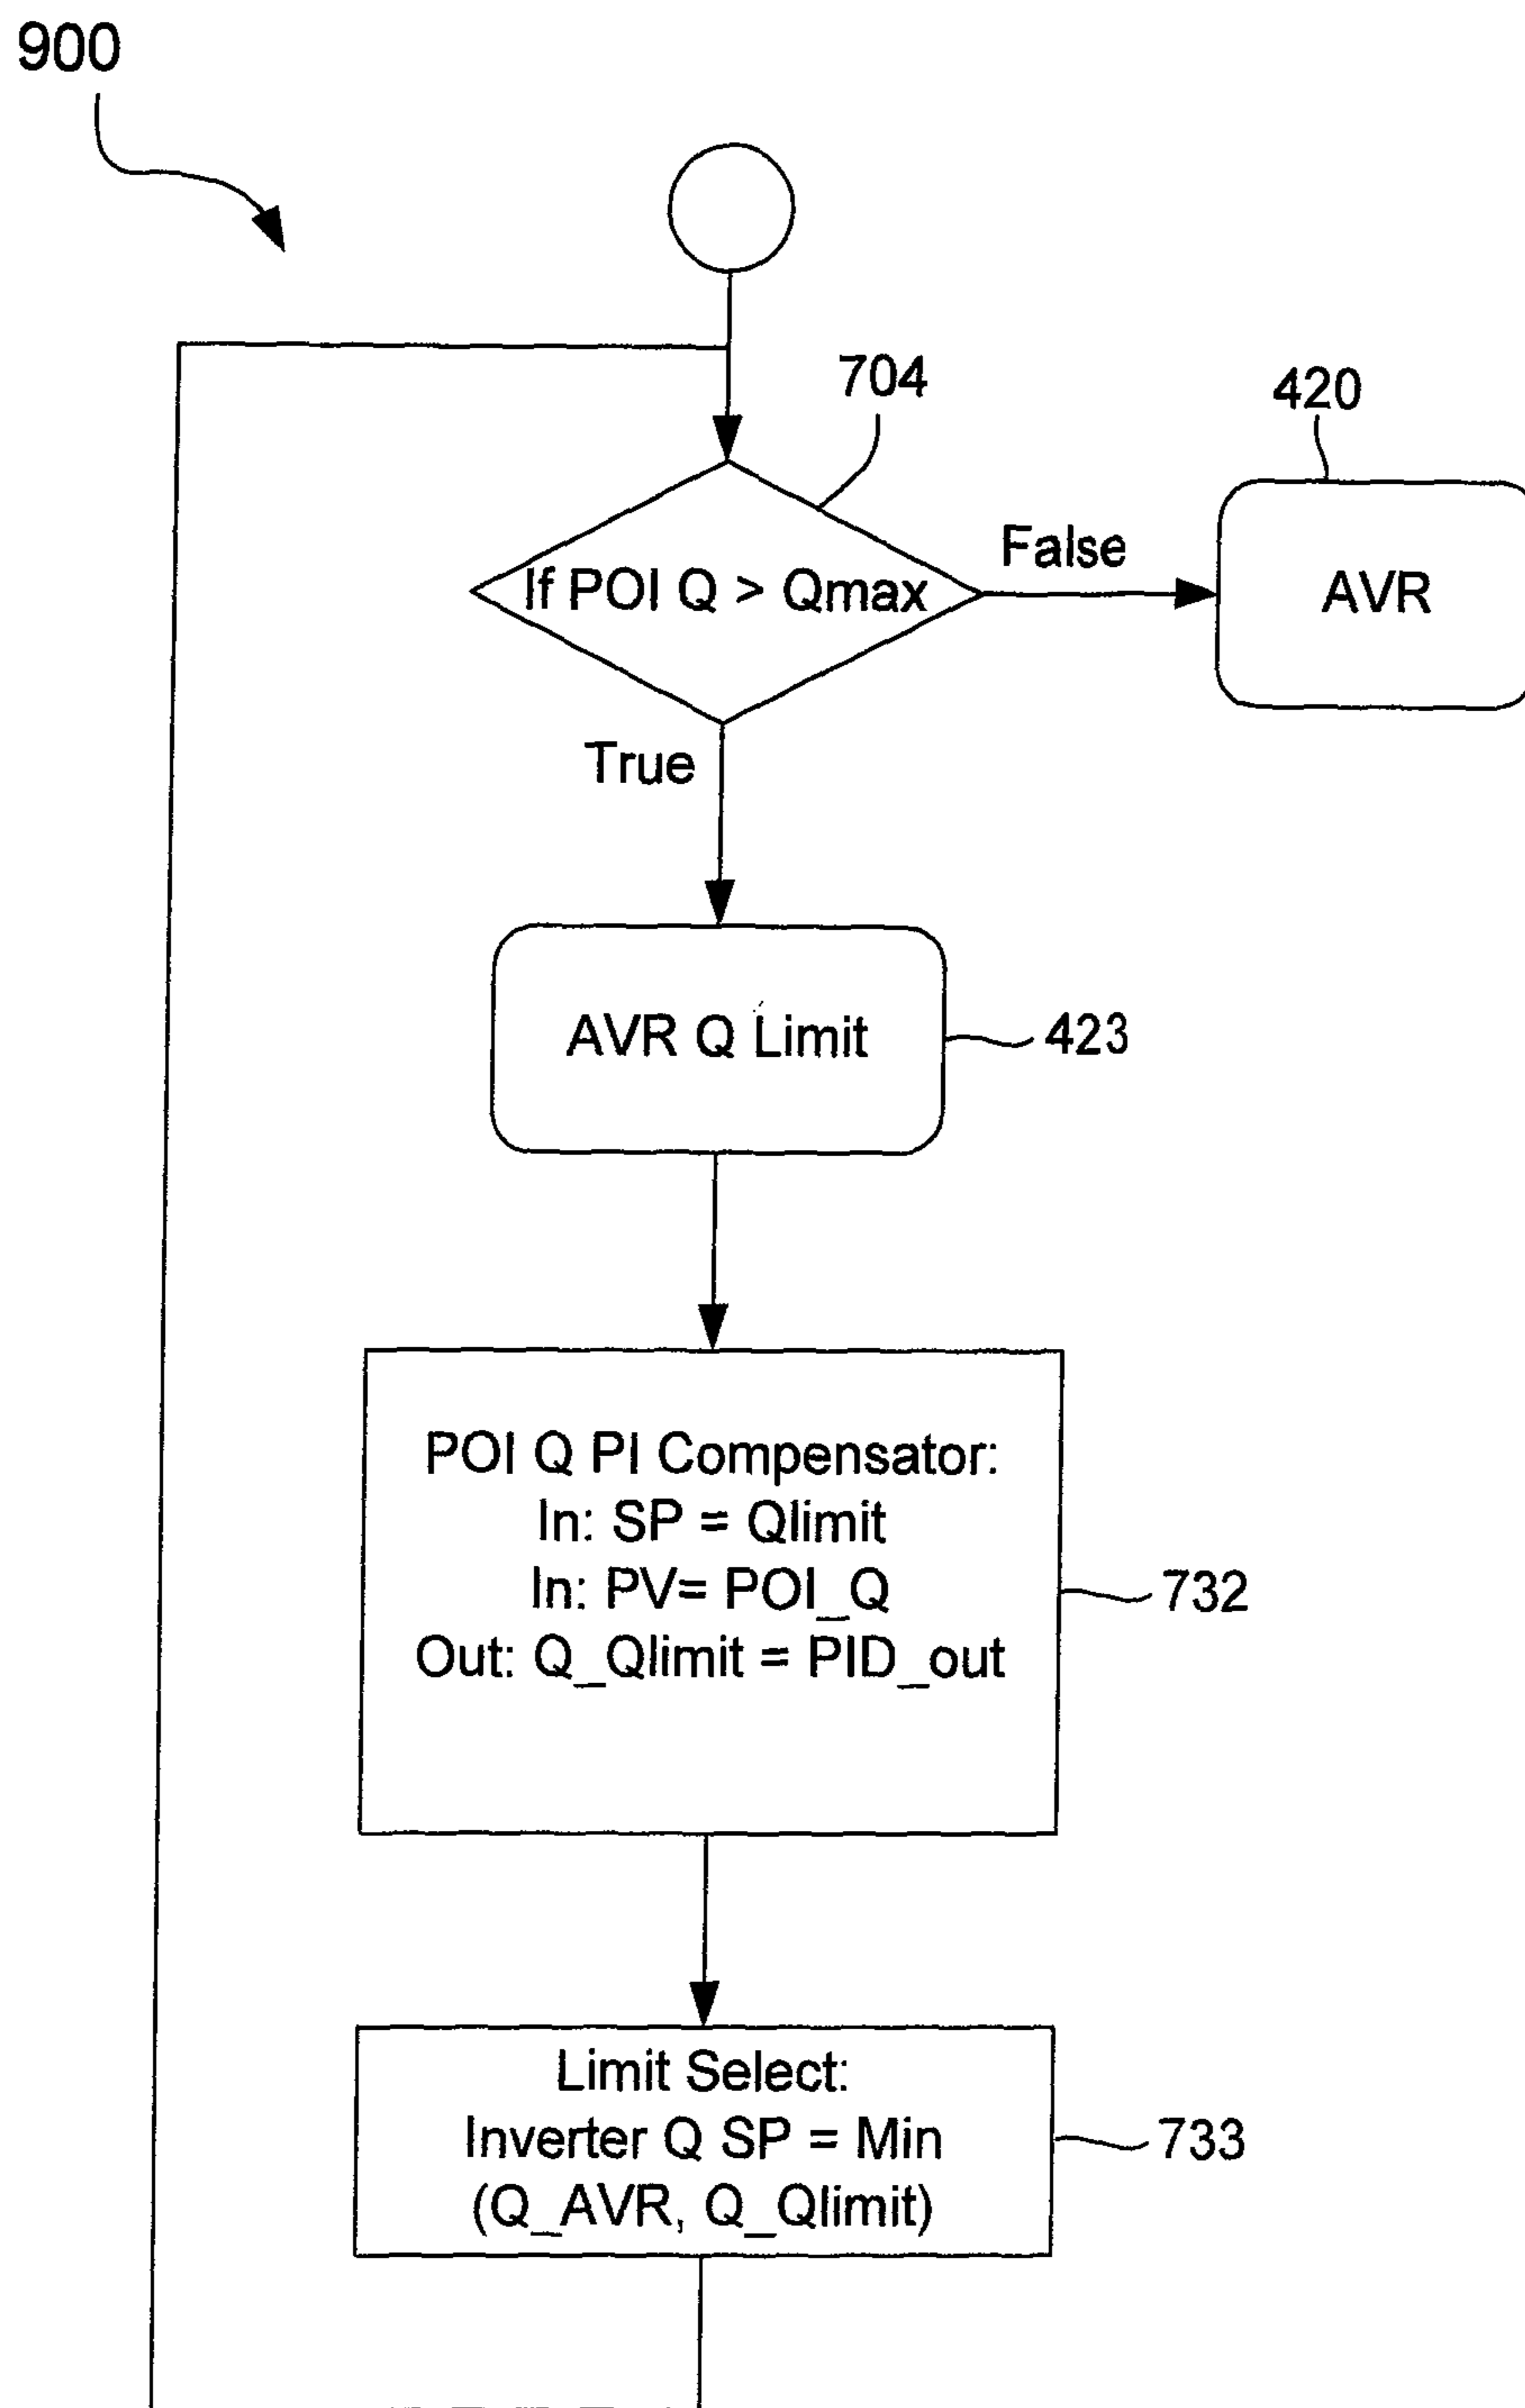 900
704
420
If POI Q > Qmax
False
AVR
True
AVR Q Limit
423
POI Q PI Compensator:
In: SP = Qlimit
In: PV= POI_Q
Out: Q_Qlimit = PID_out
732
Limit Select:
Inverter Q SP = Min
(Q_AVR, Q_Qlimit)
733